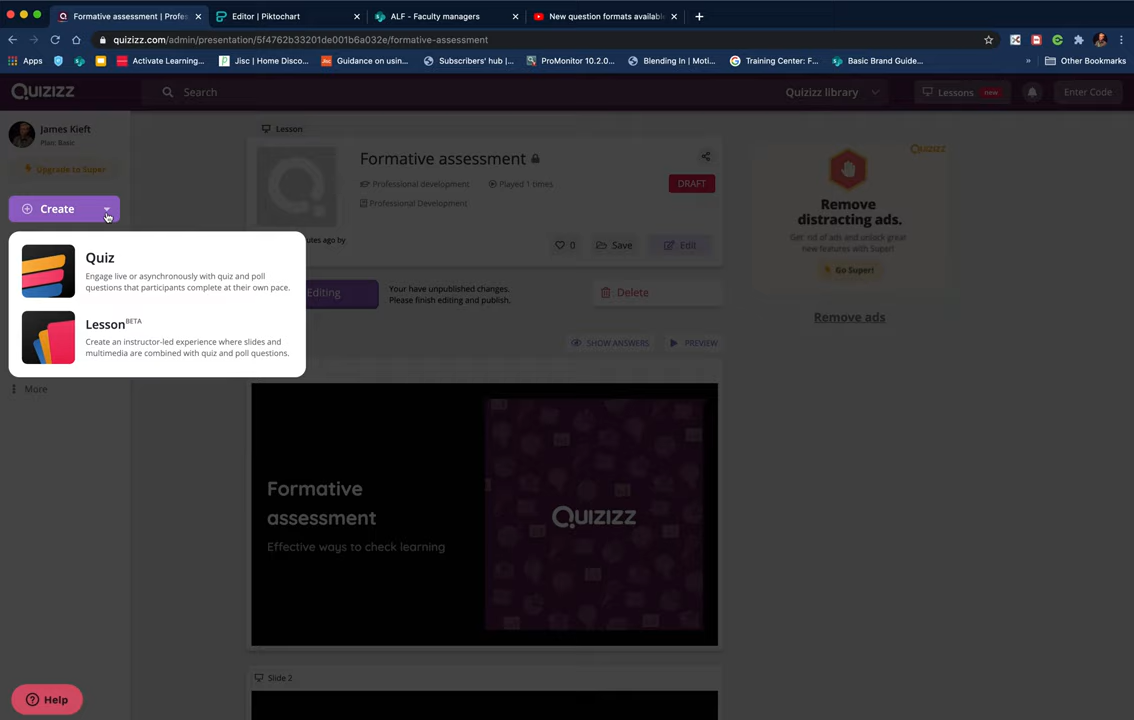 Formative assessment | Profes
Editor | Piktochart
ALF - Faculty managers
New question formats availabl
quizizz.com/admin/presentation/5f4762b33201de001b6a032e/formative-assessment
Apps
Activate Learning...
Jisc | Home Disco...
Guidance on usin...
Subscribers' hub |...
ProMonitor 10.2.0...
Blending In | Moti...
Training Center: F...
Basic Brand Guide...
»
Other Bookmarks
QUIZIZZ
Search
Quizizz library
Lessons new
Enter Code
James Kieft
Plan: Basic
Upgrade to Super
Create
Quiz
Engage live or asynchronously with quiz and poll
questions that participants complete at their own pace.
Lesson BETA
Create an instructor-led experience where slides and
multimedia are combined with quiz and poll questions.
More
Help
Lesson
Formative assessment
Professional development
Played 1 times
DRAFT
Professional Development
utes ago by
0
Save
Edit
Editing
Your have unpublished changes.
Please finish editing and publish.
Delete
SHOW ANSWERS
PREVIEW
Formative
assessment
Effective ways to check learning
QUIZIZZ
Slide 2
QUIZIZZ
Remove
distracting ads.
Get rid of ads and unlock great
new features with Super!
Go Super!
Remove ads